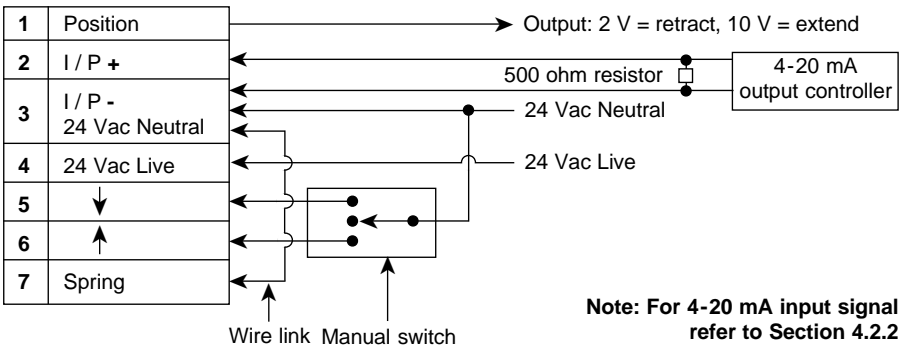 1 Position
Output: 2 V = retract, 10 V = extend
2 I / P +
500 ohm resistor
4-20 mA
output controller
3 I / P -
24 Vac Neutral
24 Vac Neutral
4 24 Vac Live
24 Vac Live
5
6
7 Spring
Wire link
Manual switch
Note: For 4-20 mA input signal
refer to Section 4.2.2